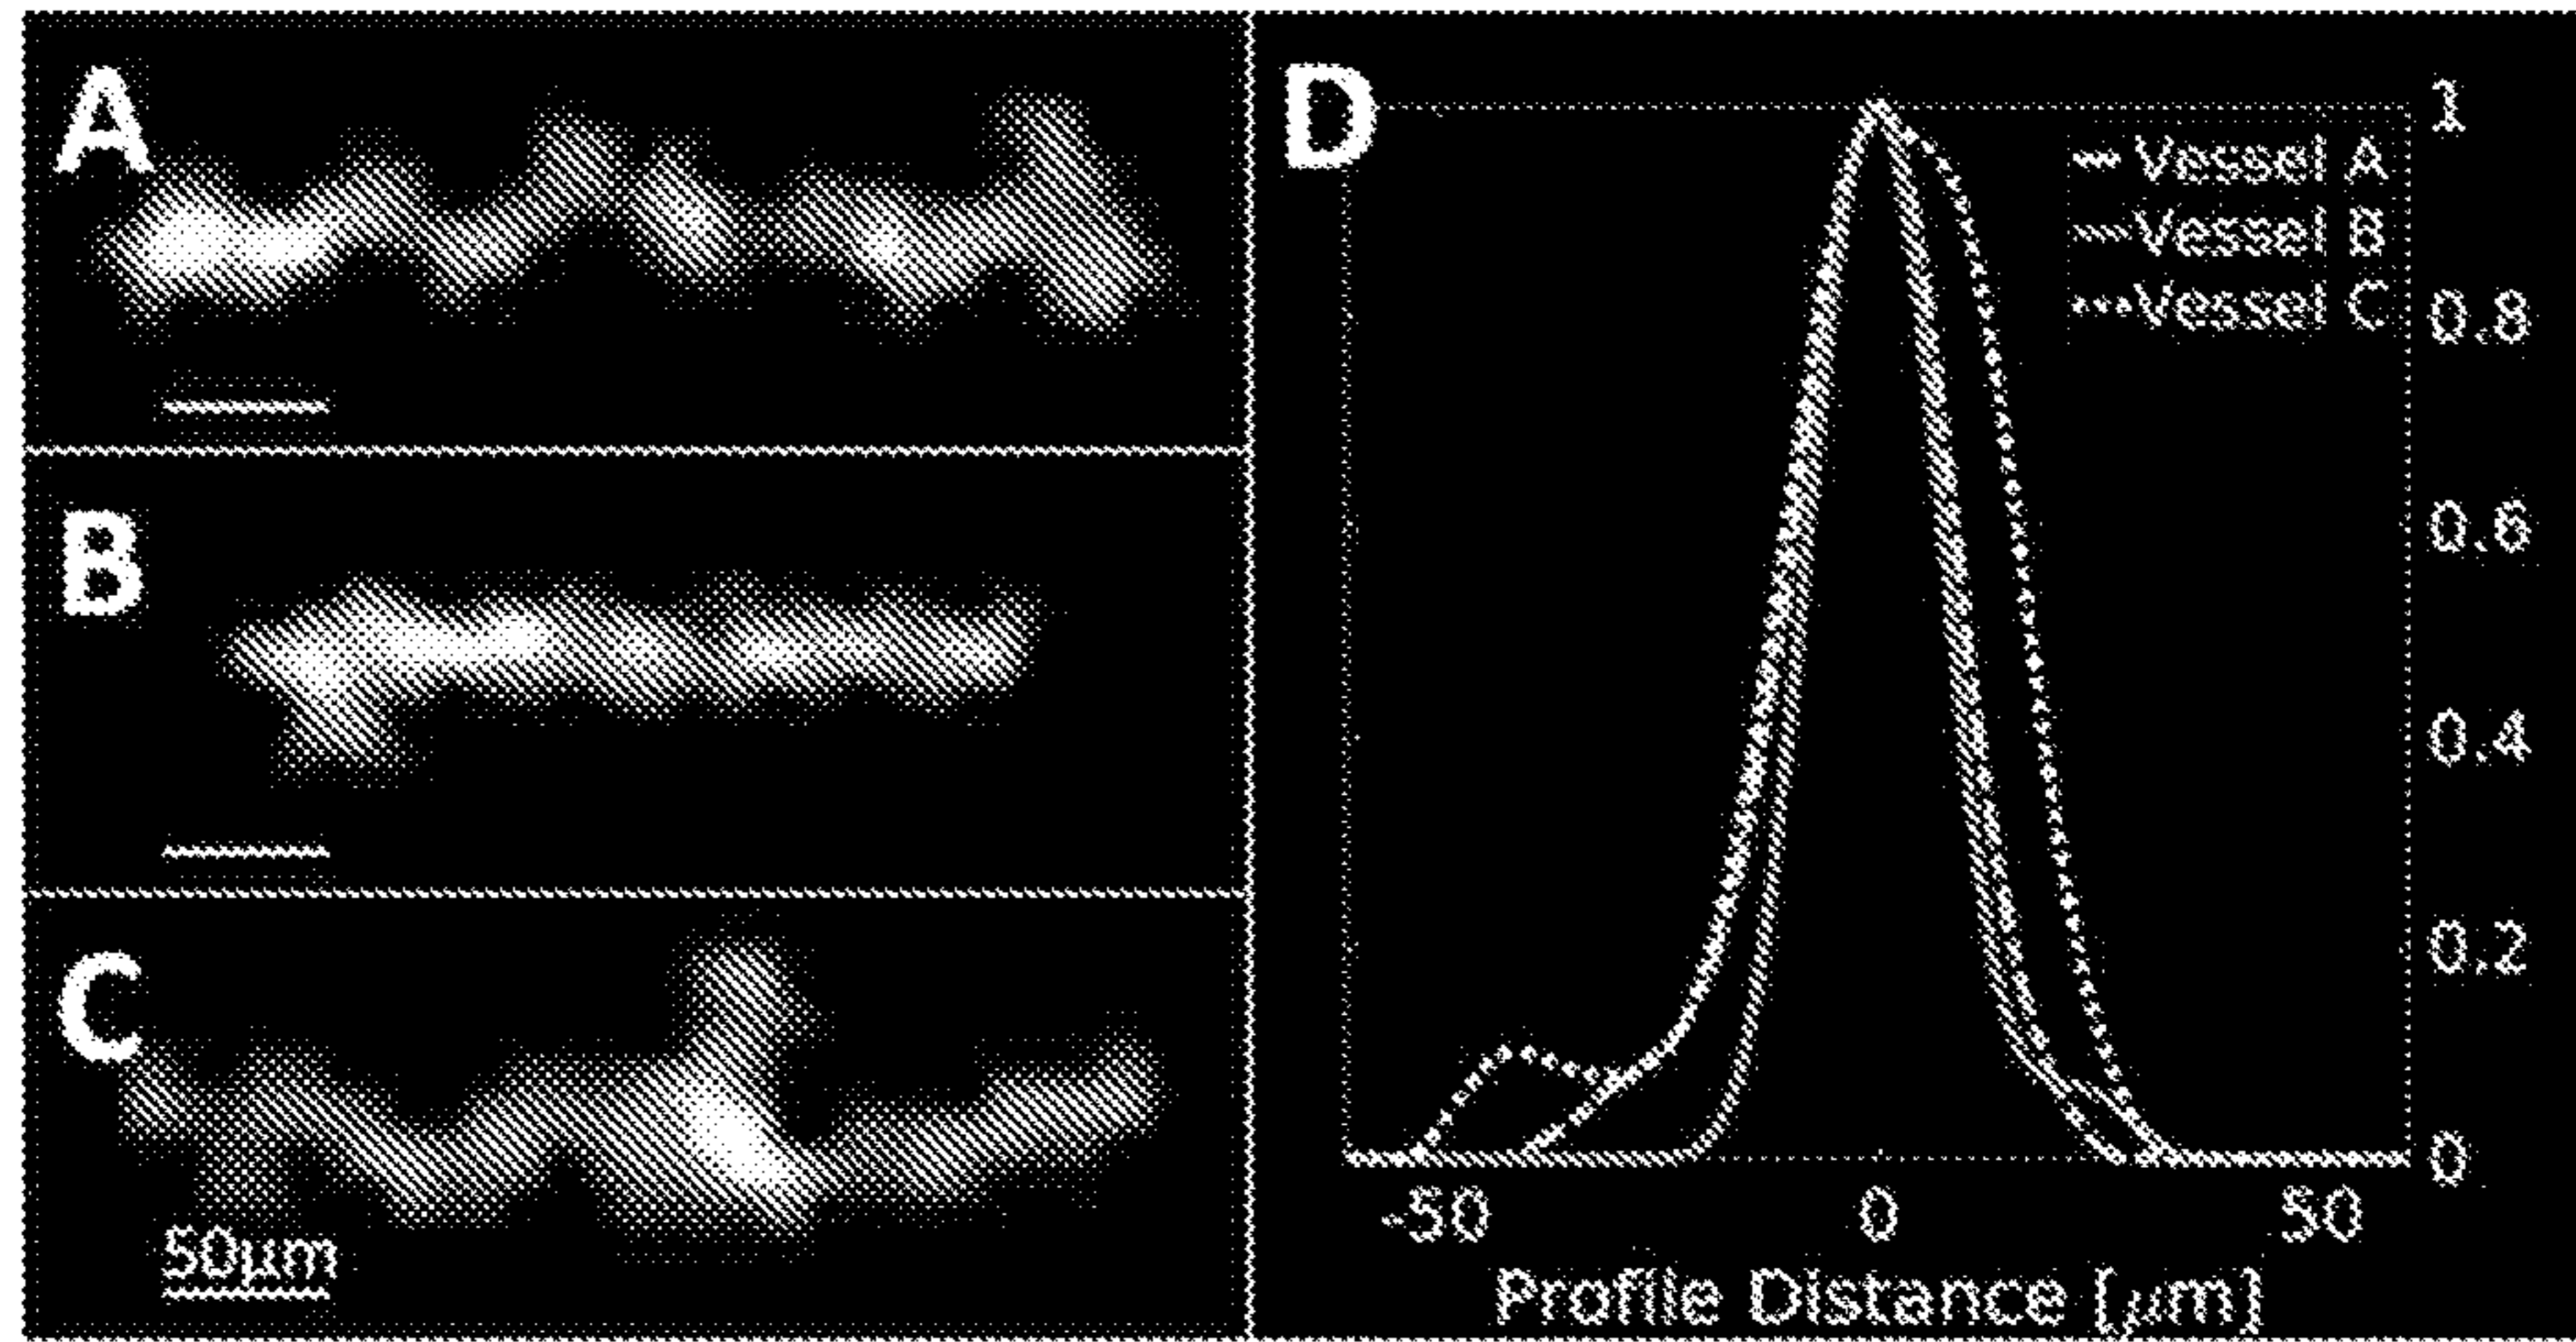 A
B
C
50μm
D
Vessel A
Vessel B
Vessel C
1
0.8
0.6
0.4
0.2
0
-50 0 50
Profile Distance [μm]